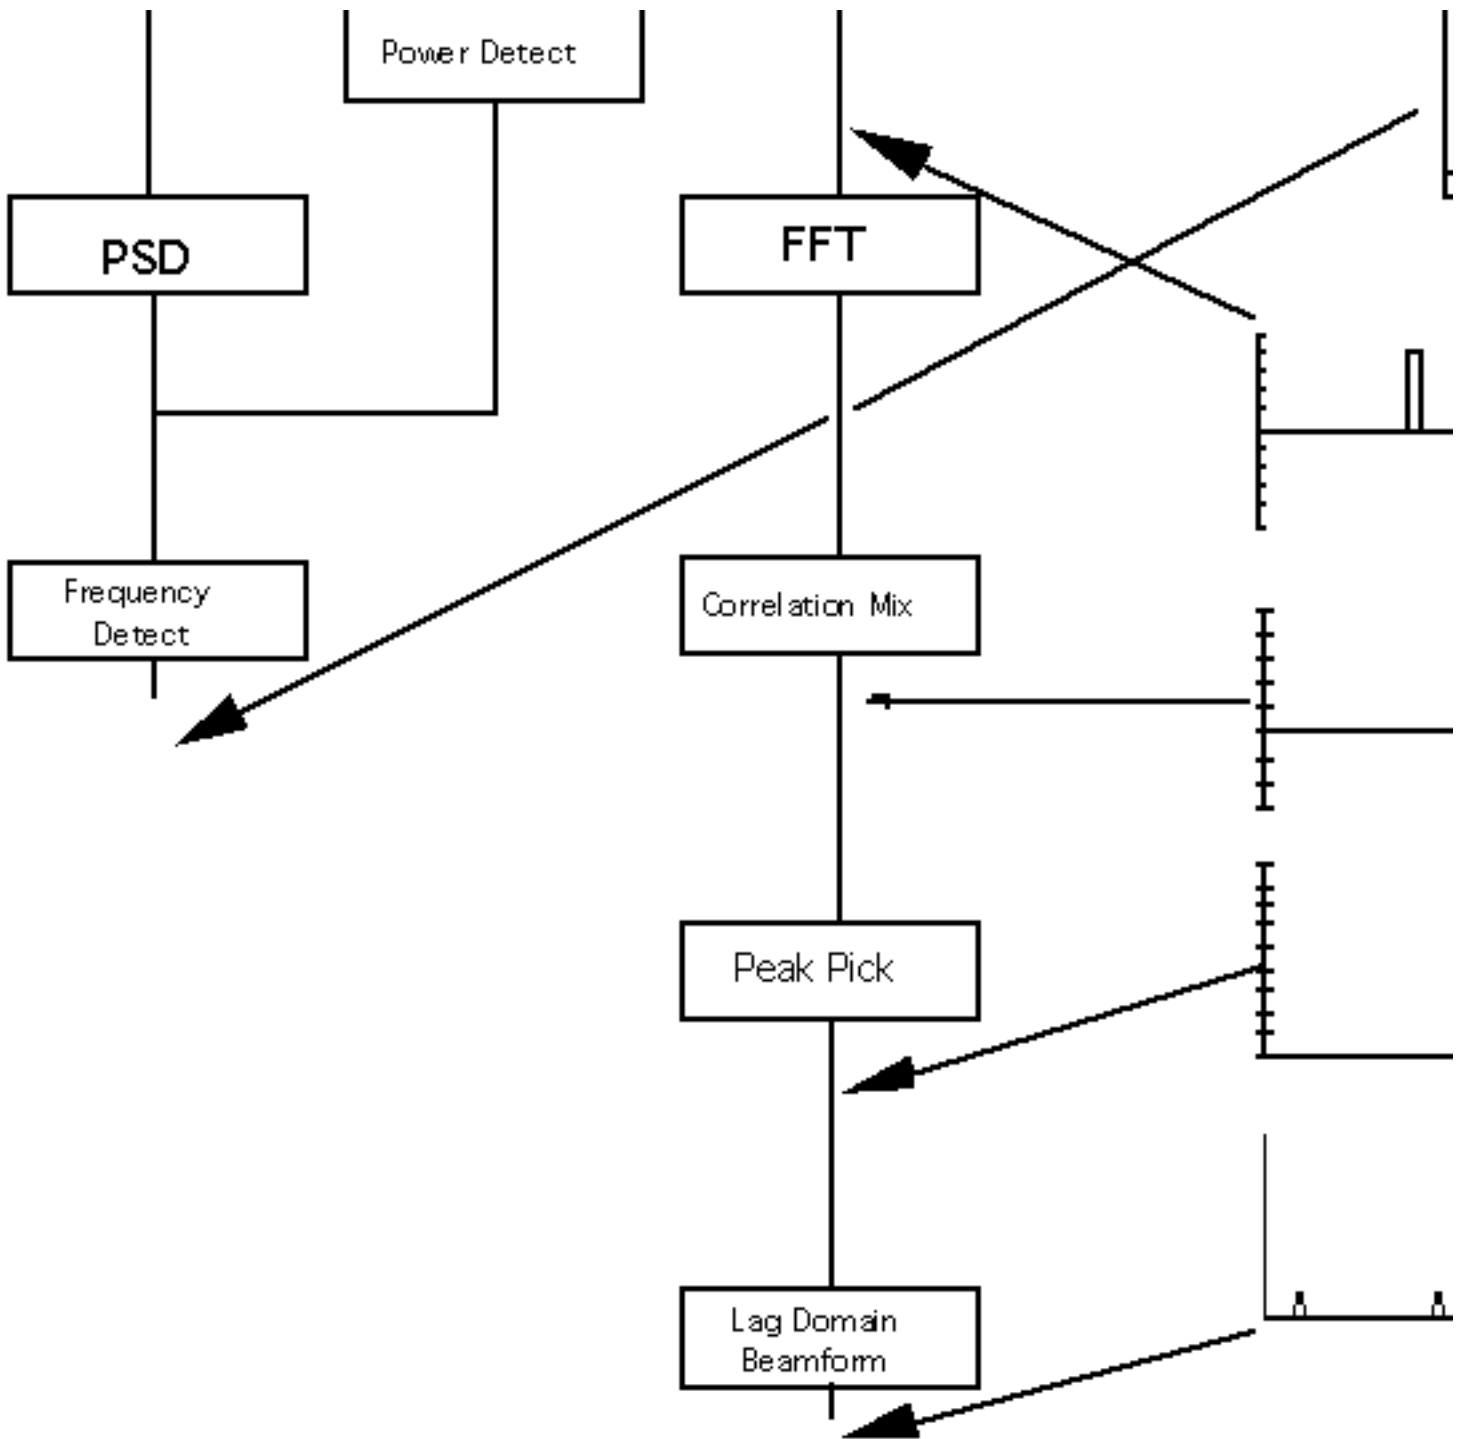 Power Detect
PSD
FFT
Frequency
Detect
Correlation Mix
Peak Pick
Lag Domain
Beamform